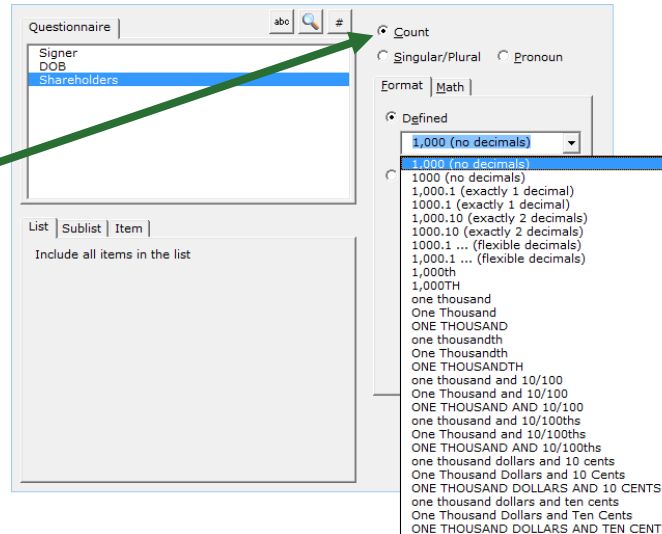 Questionnaire
abc #
Signer
DOB
Shareholders
List Sublist Item
Include all items in the list
Count
Singular/Plural Pronoun
Format Math
Defined
1,000 (no decimals)
1,000 (no decimals)
1000 (no decimals)
1,000.1 (exactly 1 decimal)
1000.1 (exactly 1 decimal)
1,000.10 (exactly 2 decimals)
1000.10 (exactly 2 decimals)
1000.1 ... (flexible decimals)
1,000.1 ... (flexible decimals)
1,000th
1,000TH
one thousand
One Thousand
ONE THOUSAND
one thousandth
One Thousandth
ONE THOUSANDTH
one thousand and 10/100
One Thousand and 10/100
ONE THOUSAND AND 10/100
one thousand and 10/100ths
One Thousand and 10/100ths
ONE THOUSAND AND 10/100ths
one thousand dollars and 10 cents
One Thousand Dollars and 10 Cents
ONE THOUSAND DOLLARS AND 10 CENTS
one thousand dollars and ten cents
One Thousand Dollars and Ten Cents
ONE THOUSAND DOLLARS AND TEN CENT